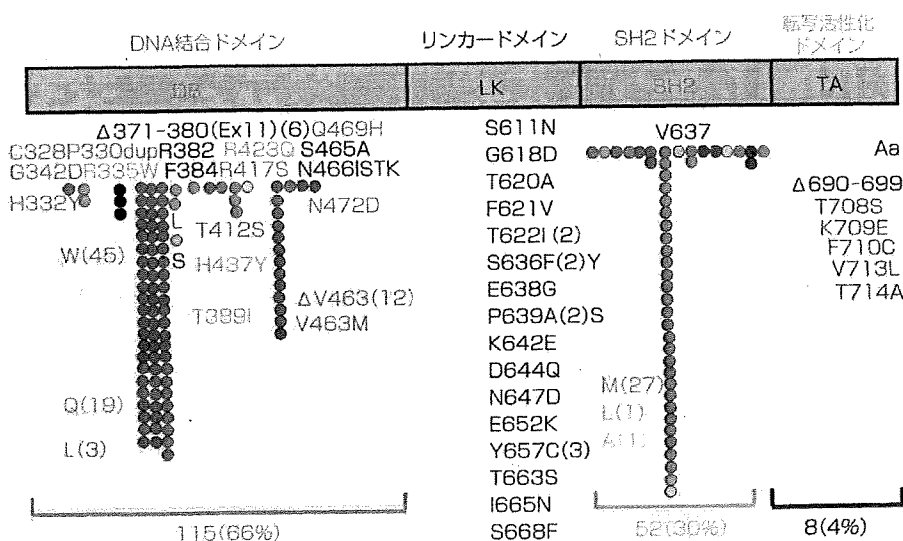 DNA結合ドメイン
リンカードメイン
SH2ドメイン
転写活性化
ドメイン
DB
LK
SH2
TA
Δ371-380(Ex11)(6)Q469H
C328P330dupR382 R423Q S465A
G342DR335W F384R417S N466ISTK
H332Y
N472D
L
T412S
W(45)
S
H437Y
ΔV463(12)
T389I
V463M
Q(19)
L(3)
115(66%)
S611N
G618D
T620A
F621V
T622I (2)
S636F(2)Y
E638G
P639A(2)S
K642E
D644Q
N647D
E652K
Y657C(3)
T663S
I665N
S668F
V637
M(27)
L(1)
A(1)
52(30%)
Aa
Δ690-699
T708S
K709E
F710C
V713L
T714A
8(4%)